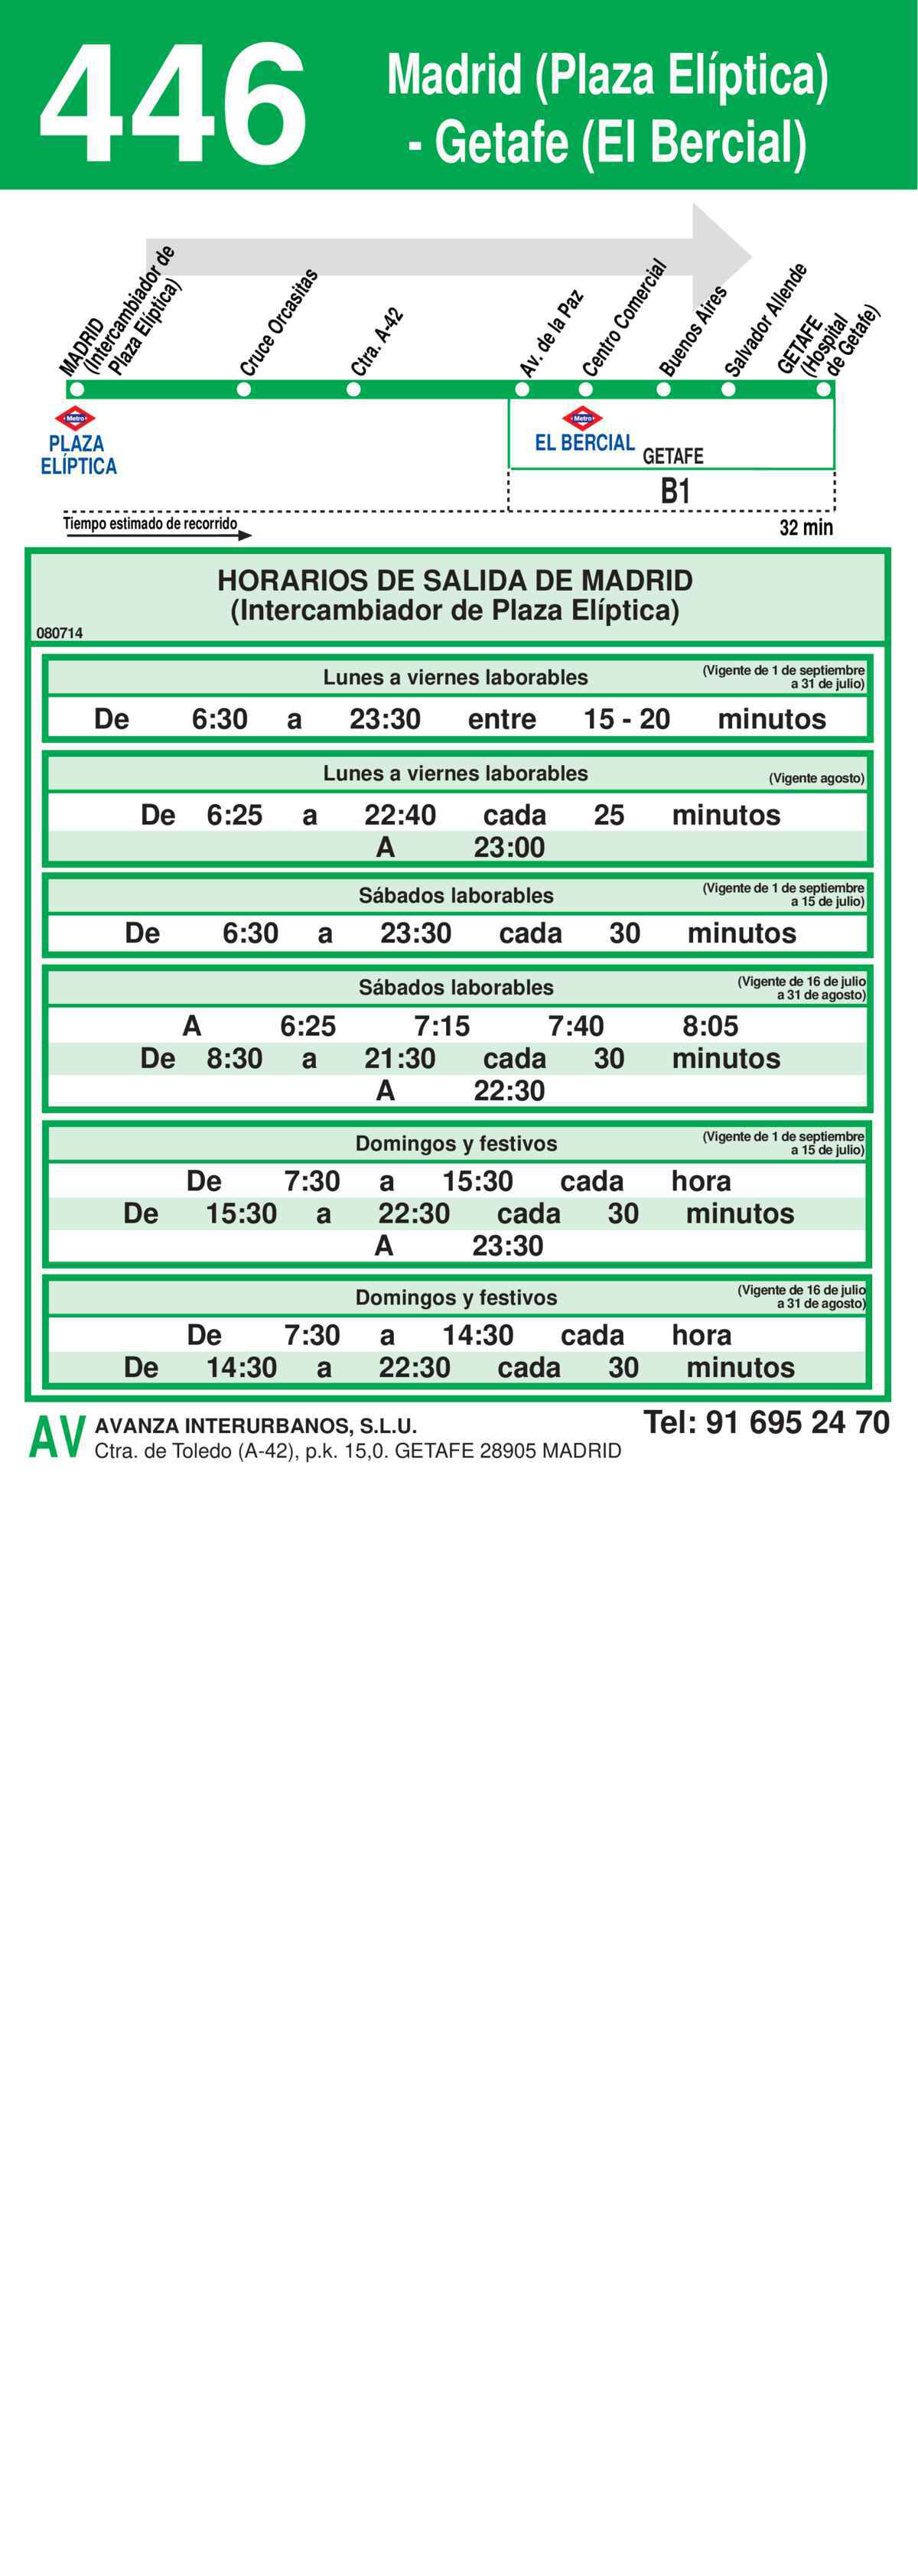 446
Madrid (Plaza Elíptica)
- Getafe (El Bercial)
MADRID
(Intercambiador de
Plaza Elíptica)
Cruce Orcasitas
Ctra. A-42
Av. de la Paz
Centro Comercial
Buenos Aires
Salvador Allende
GETAFE
(Hospital
de Getafe)
Metro
PLAZA
ELÍPTICA
Metro
EL BERCIAL
GETAFE
B1
Tiempo estimado de recorrido
32 min
HORARIOS DE SALIDA DE MADRID
(Intercambiador de Plaza Elíptica)
080714
Lunes a viernes laborables (Vigente de 1 de septiembre
a 31 de julio)
De 6:30 a 23:30 entre 15 - 20 minutos
Lunes a viernes laborables (Vigente agosto)
De 6:25 a 22:40 cada 25 minutos
A 23:00
Sábados laborables (Vigente de 1 de septiembre
a 15 de julio)
De 6:30 a 23:30 cada 30 minutos
Sábados laborables (Vigente de 16 de julio
a 31 de agosto)
A 6:25 7:15 7:40 8:05
De 8:30 a 21:30 cada 30 minutos
A 22:30
Domingos y festivos (Vigente de 1 de septiembre
a 15 de julio)
De 7:30 a 15:30 cada hora
De 15:30 a 22:30 cada 30 minutos
A 23:30
Domingos y festivos (Vigente de 16 de julio
a 31 de agosto)
De 7:30 a 14:30 cada hora
De 14:30 a 22:30 cada 30 minutos
AV AVANZA INTERURBANOS, S.L.U. Tel: 91 695 24 70
Ctra. de Toledo (A-42), p.k. 15,0. GETAFE 28905 MADRID